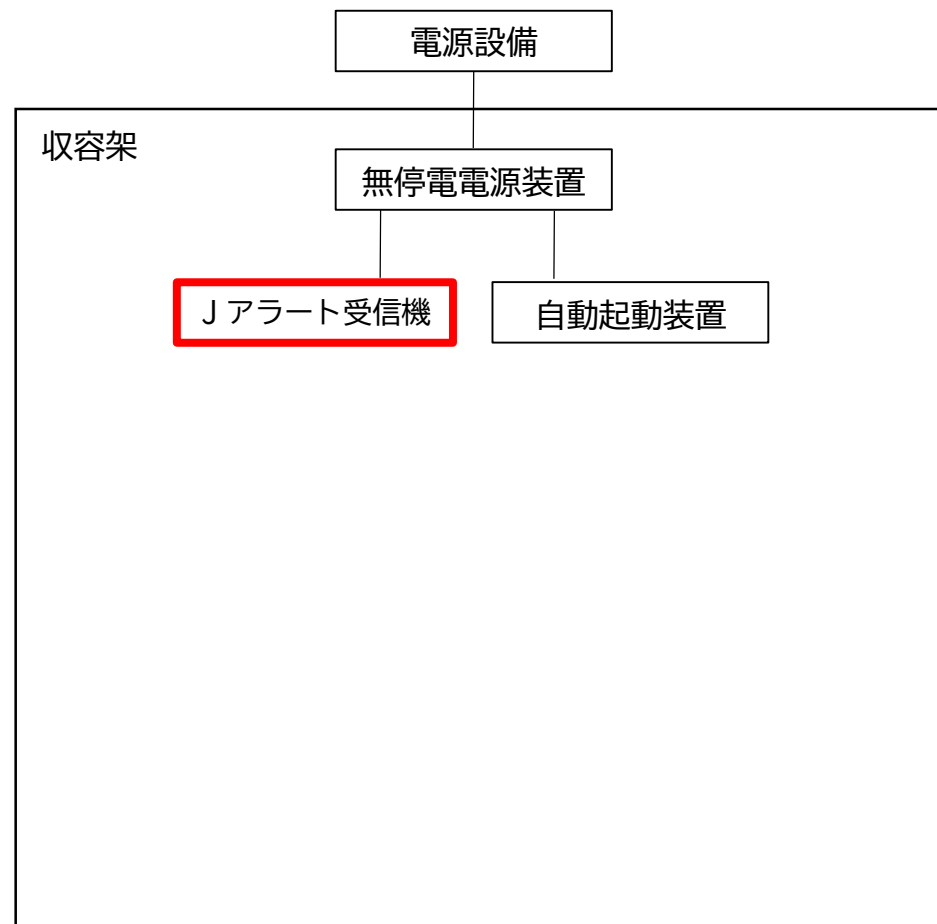 電源設備
収容架
無停電電源装置
Jアラート受信機
自動起動装置